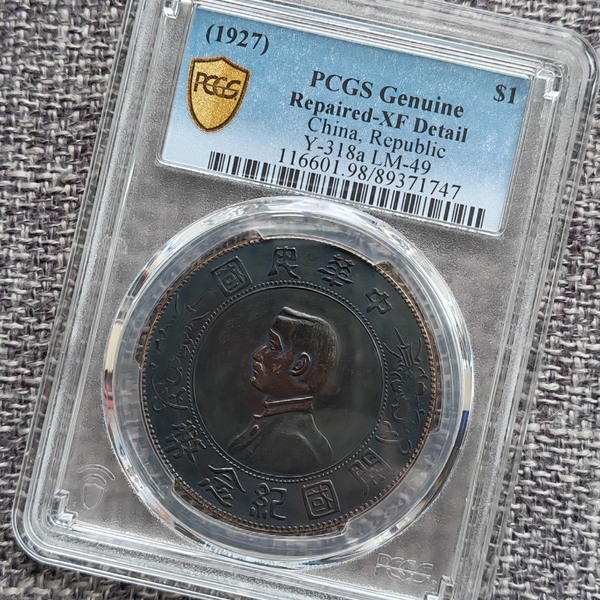 (1927)
PCGS
PCGS Genuine
$1
Repaired-XF Detail
China, Republic
Y-318a LM-49
116601.98/89371747
中華民國
開國紀念幣
PCGS